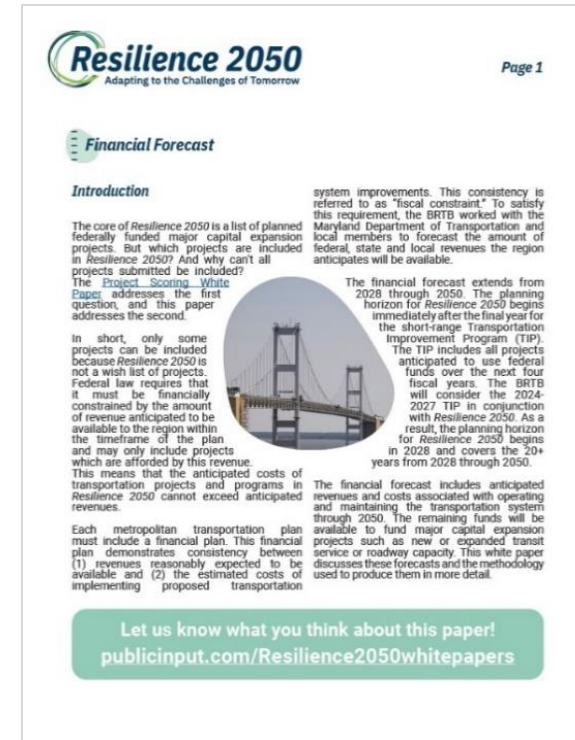 Resilience 2050
Adapting to the Challenges of Tomorrow
Page 1
Financial Forecast
Introduction
The core of Resilience 2050 is a list of planned
federally funded major capital expansion
projects. But which projects are included
in Resilience 2050? And why can't all
projects submitted be included?
The Project Scoring White
Paper addresses the first
question, and this paper
addresses the second.
In short, only some
projects can be included
because Resilience 2050 is
not a wish list of projects.
Federal law requires that
it must be financially
constrained by the amount
of revenue anticipated to be
available to the region within
the timeframe of the plan
and may only include projects
which are afforded by this revenue.
This means that the anticipated costs of
transportation projects and programs in
Resilience 2050 cannot exceed anticipated
revenues.
Each metropolitan transportation plan
must include a financial plan. This financial
plan demonstrates consistency between
(1) revenues reasonably expected to be
available and (2) the estimated costs of
implementing proposed transportation
system improvements. This consistency is
referred to as "fiscal constraint." To satisfy
this requirement, the BRTB worked with the
Maryland Department of Transportation and
local members to forecast the amount of
federal, state and local revenues the region
anticipates will be available.
The financial forecast extends from
2028 through 2050. The planning
horizon for Resilience 2050 begins
immediately after the final year for
the short-range Transportation
Improvement Program (TIP).
The TIP includes all projects
anticipated to use federal
funds over the next four
fiscal years. The BRTB
will consider the 2024-
2027 TIP in conjunction
with Resilience 2050. As a
result, the planning horizon
for Resilience 2050 begins
in 2028 and covers the 20+
years from 2028 through 2050.
The financial forecast includes anticipated
revenues and costs associated with operating
and maintaining the transportation system
through 2050. The remaining funds will be
available to fund major capital expansion
projects such as new or expanded transit
service or roadway capacity. This white paper
discusses these forecasts and the methodology
used to produce them in more detail.
Let us know what you think about this paper!
publicinput.com/Resilience2050whitepapers